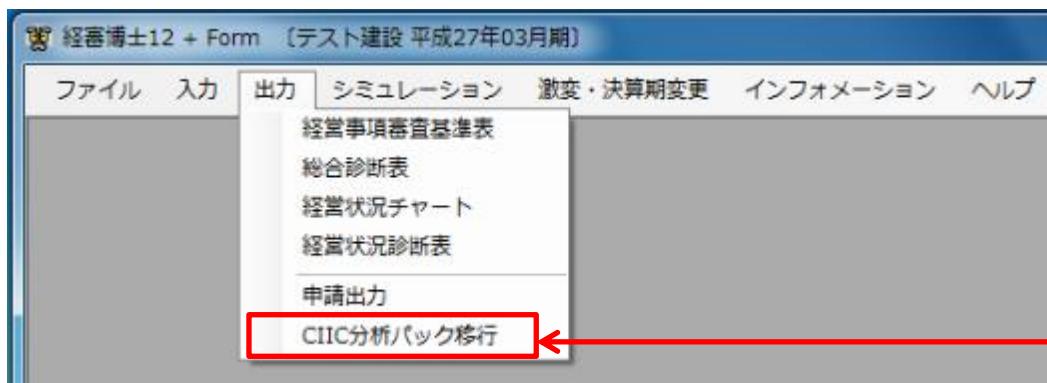 経審博士12 + Form 〔テスト建設 平成27年03月期〕
ファイル 入力 出力 シミュレーション 激変・決算期変更 インフォメーション ヘルプ
経営事項審査基準表
総合診断表
経営状況チャート
経営状況診断表
申請出力
CIIC分析パック移行